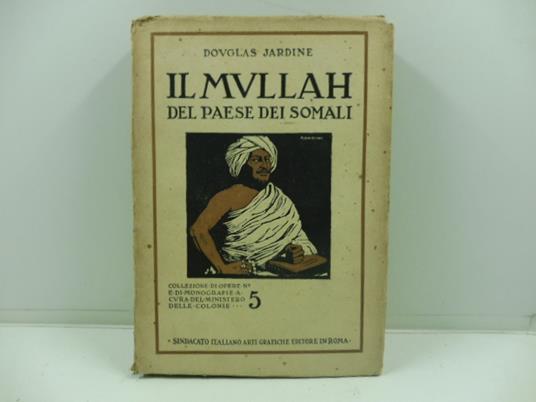 DOVGLAS JARDINE
IL MVLLAH
DEL PAESE DEI SOMALI
COLLEZIONE·DI·OPERE·Nº
E·DI·MONOGRAFIE·A·
CVRA·DEL·MINISTERO
DELLE·COLONIE··· 5
·SINDACATO ITALIANO ARTI GRAFICHE EDITORE IN ROMA·